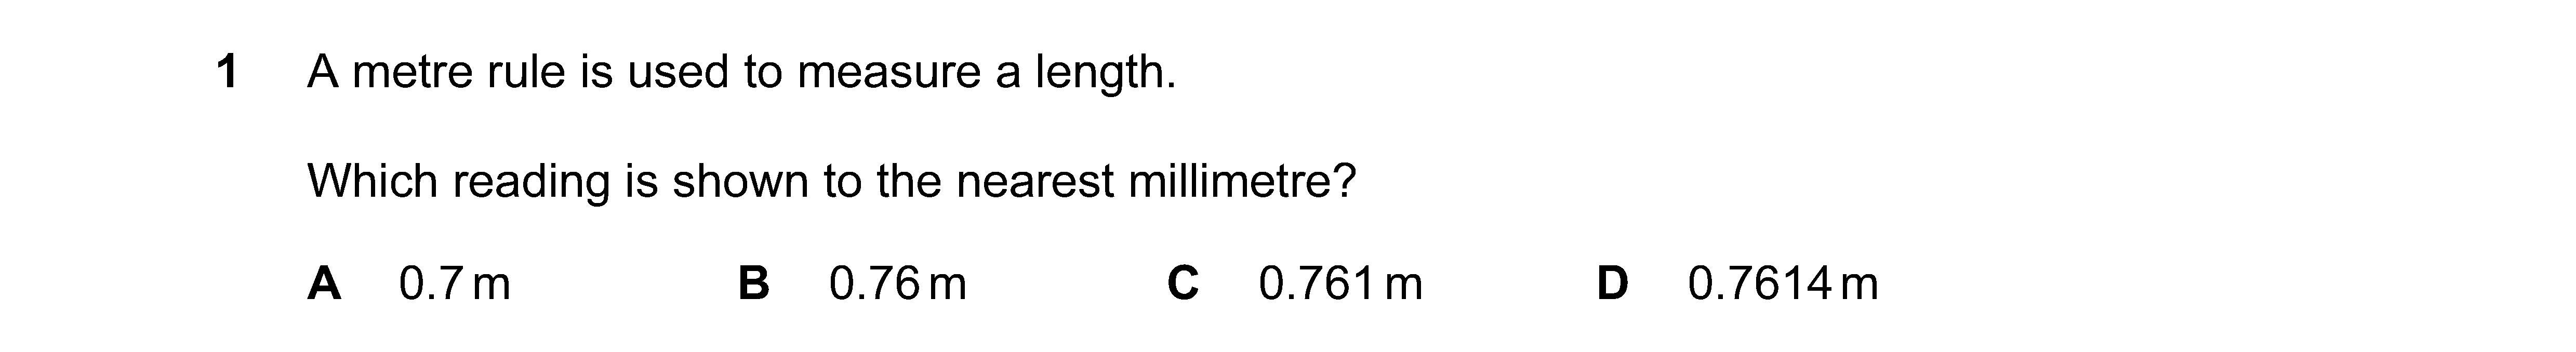 1 A metre rule is used to measure a length.
Which reading is shown to the nearest millimetre?
A 0.7 m B 0.76 m C 0.761 m D 0.7614 m